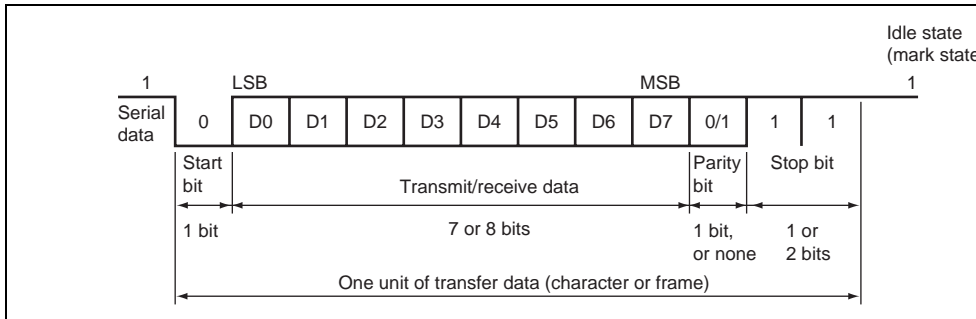 Idle state
(mark state
1 LSB MSB 1
Serial
data
0 D0 D1 D2 D3 D4 D5 D6 D7 0/1 1 1
Start
bit
Transmit/receive data
Parity
bit
Stop bit
1 bit
7 or 8 bits
1 bit,
or none
1 or
2 bits
One unit of transfer data (character or frame)